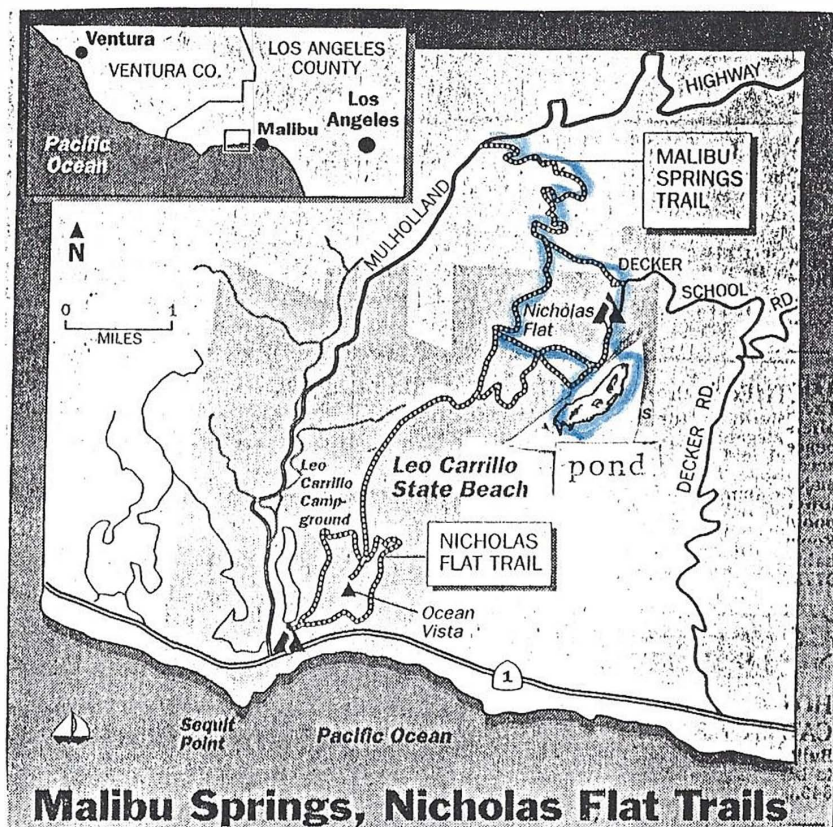 Ventura
VENTURA CO.
LOS ANGELES
COUNTY
Los
Angeles
Malibu
Pacific
Ocean
HIGHWAY
MALIBU
SPRINGS
TRAIL
MULHOLLAND
N
0 1
MILES
DECKER
SCHOOL
RD.
Nicholas
Flat
DECKER RD.
pond
Leo
Carrillo
Camp-
ground
Leo Carrillo
State Beach
NICHOLAS
FLAT TRAIL
Ocean
Vista
1
Sequit
Point
Pacific Ocean
Malibu Springs, Nicholas Flat Trails